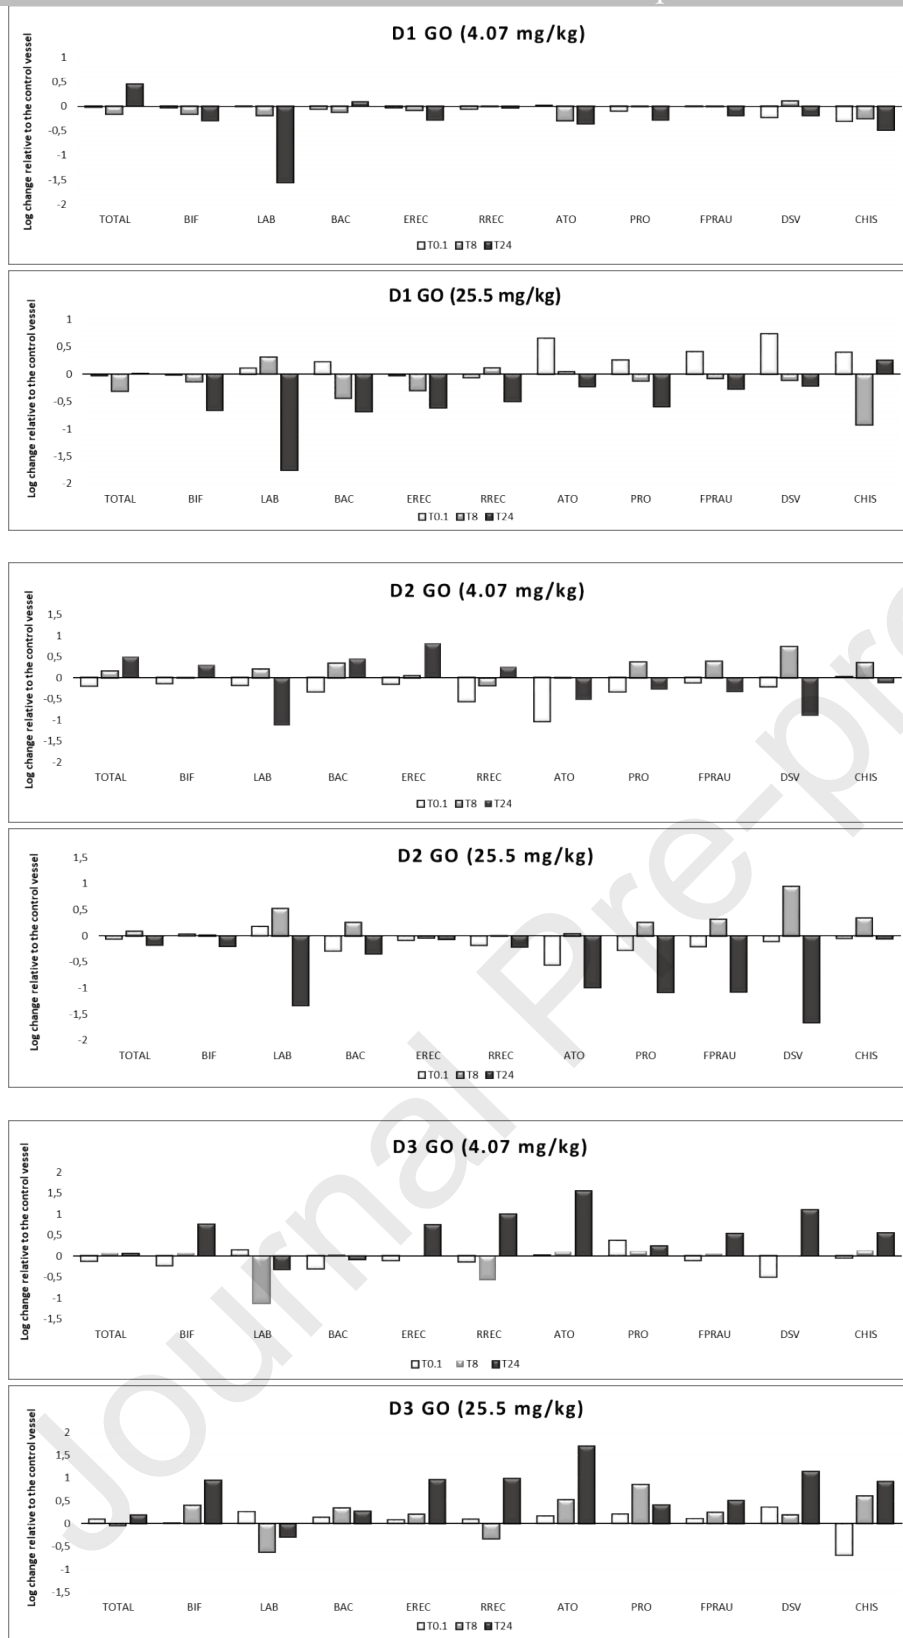 D1 GO (4.07 mg/kg)
Log change relative to the control vessel
1
0,5
0
-0,5
-1
-1,5
-2
TOTAL BIF LAB BAC EREC RREC ATO PRO FPRAU DSV CHIS
T0.1 T8 T24
D1 GO (25.5 mg/kg)
Log change relative to the control vessel
1
0,5
0
-0,5
-1
-1,5
-2
TOTAL BIF LAB BAC EREC RREC ATO PRO FPRAU DSV CHIS
T0.1 T8 T24
D2 GO (4.07 mg/kg)
Log change relative to the control vessel
1,5
1
0,5
0
-0,5
-1
-1,5
-2
TOTAL BIF LAB BAC EREC RREC ATO PRO FPRAU DSV CHIS
T0.1 T8 T24
D2 GO (25.5 mg/kg)
Log change relative to the control vessel
1,5
1
0,5
0
-0,5
-1
-1,5
-2
TOTAL BIF LAB BAC EREC RREC ATO PRO FPRAU DSV CHIS
T0.1 T8 T24
D3 GO (4.07 mg/kg)
Log change relative to the control vessel
2
1,5
1
0,5
0
-0,5
-1
-1,5
TOTAL BIF LAB BAC EREC RREC ATO PRO FPRAU DSV CHIS
T0.1 T8 T24
D3 GO (25.5 mg/kg)
Log change relative to the control vessel
2
1,5
1
0,5
0
-0,5
-1
-1,5
TOTAL BIF LAB BAC EREC RREC ATO PRO FPRAU DSV CHIS
T0.1 T8 T24
Journal Pre-pr